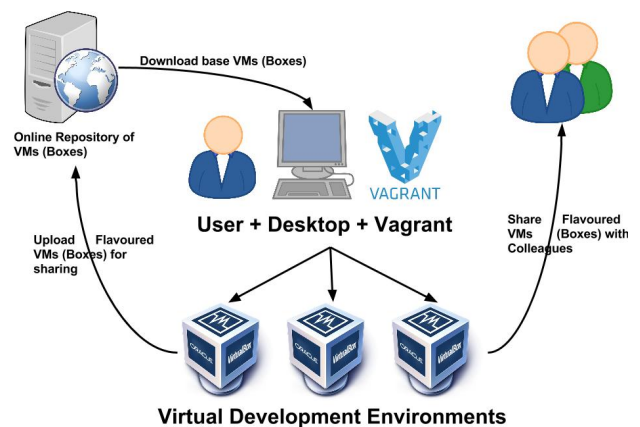 Download base VMs (Boxes)
Online Repository of
VMs (Boxes)
VAGRANT
User + Desktop + Vagrant
Upload Flavoured
VMs (Boxes) for
sharing
Share Flavoured
VMs (Boxes) with
Colleagues
ORACLE
VirtualBox
ORACLE
VirtualBox
ORACLE
VirtualBox
Virtual Development Environments